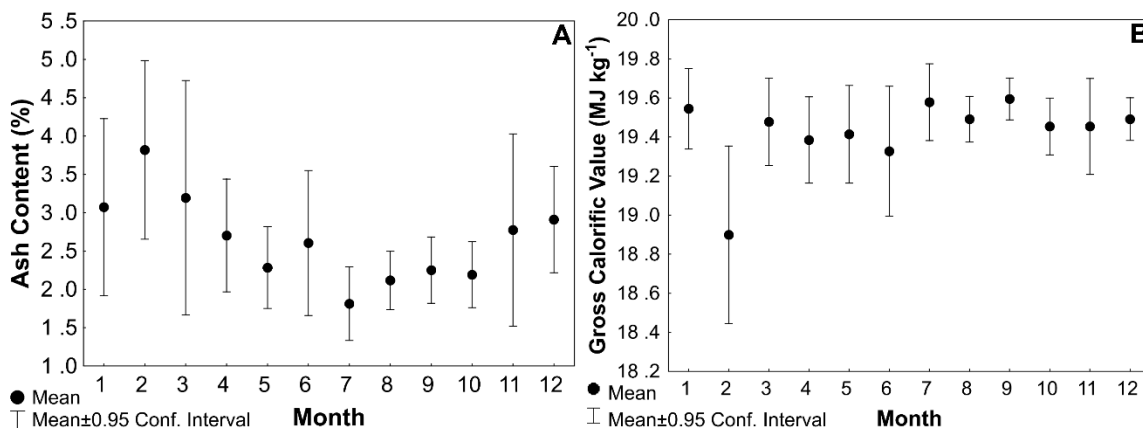 A
Ash Content (%)
5 .5
5 .0
4 .5
4 .0
3 .5
3 .0
2 .5
2 .0
1 .5
1 .0
1 2 3 4 5 6 7 8 9 10 11 12
Mean
Mean±0.95 Conf. Interval
Month
B
Gross Calorific Value (MJ kg-1)
20 .0
19 .8
19.6
19.4
19.2
19.0
18 .8
18 .6
18 .4
18 .2
1 2 3 4 5 6 7 8 9 10 11 12
Mean
Mean±0.95 Conf. Interval
Month